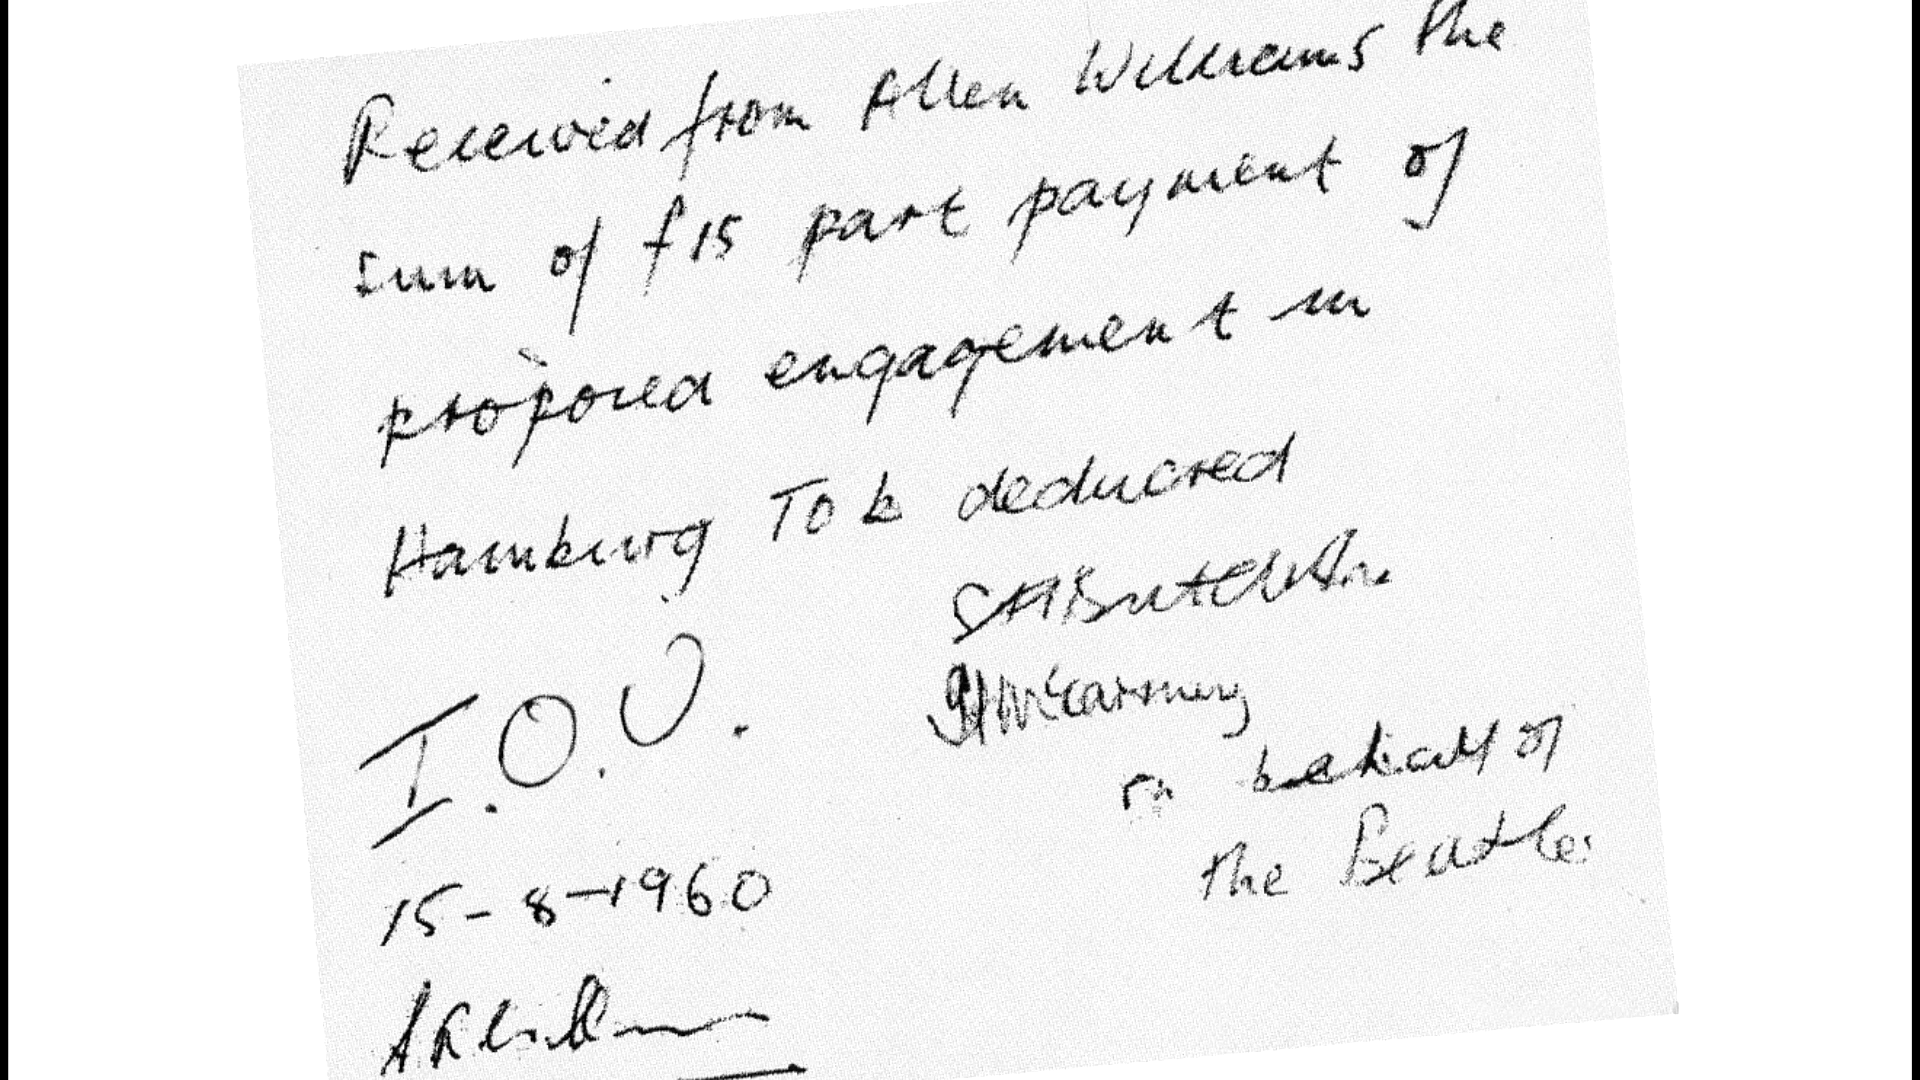 Received from Allen Williams the
sum of £15 part payment of
proposed engagement in
Hamburg To be deducted
McCartney
I.O.U.
on behalf of
the Beatles
15-8-1960